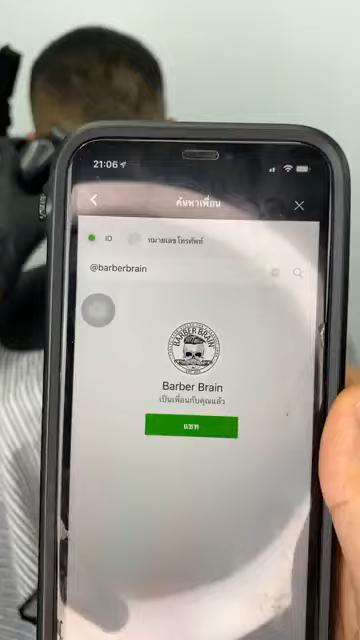 21:06
ค้นหาเพื่อน
ID
หมายเลขโทรศัพท์
@barberbrain
BARBER BRAIN
Barber Brain
เป็นเพื่อนกับคุณแล้ว
แชท